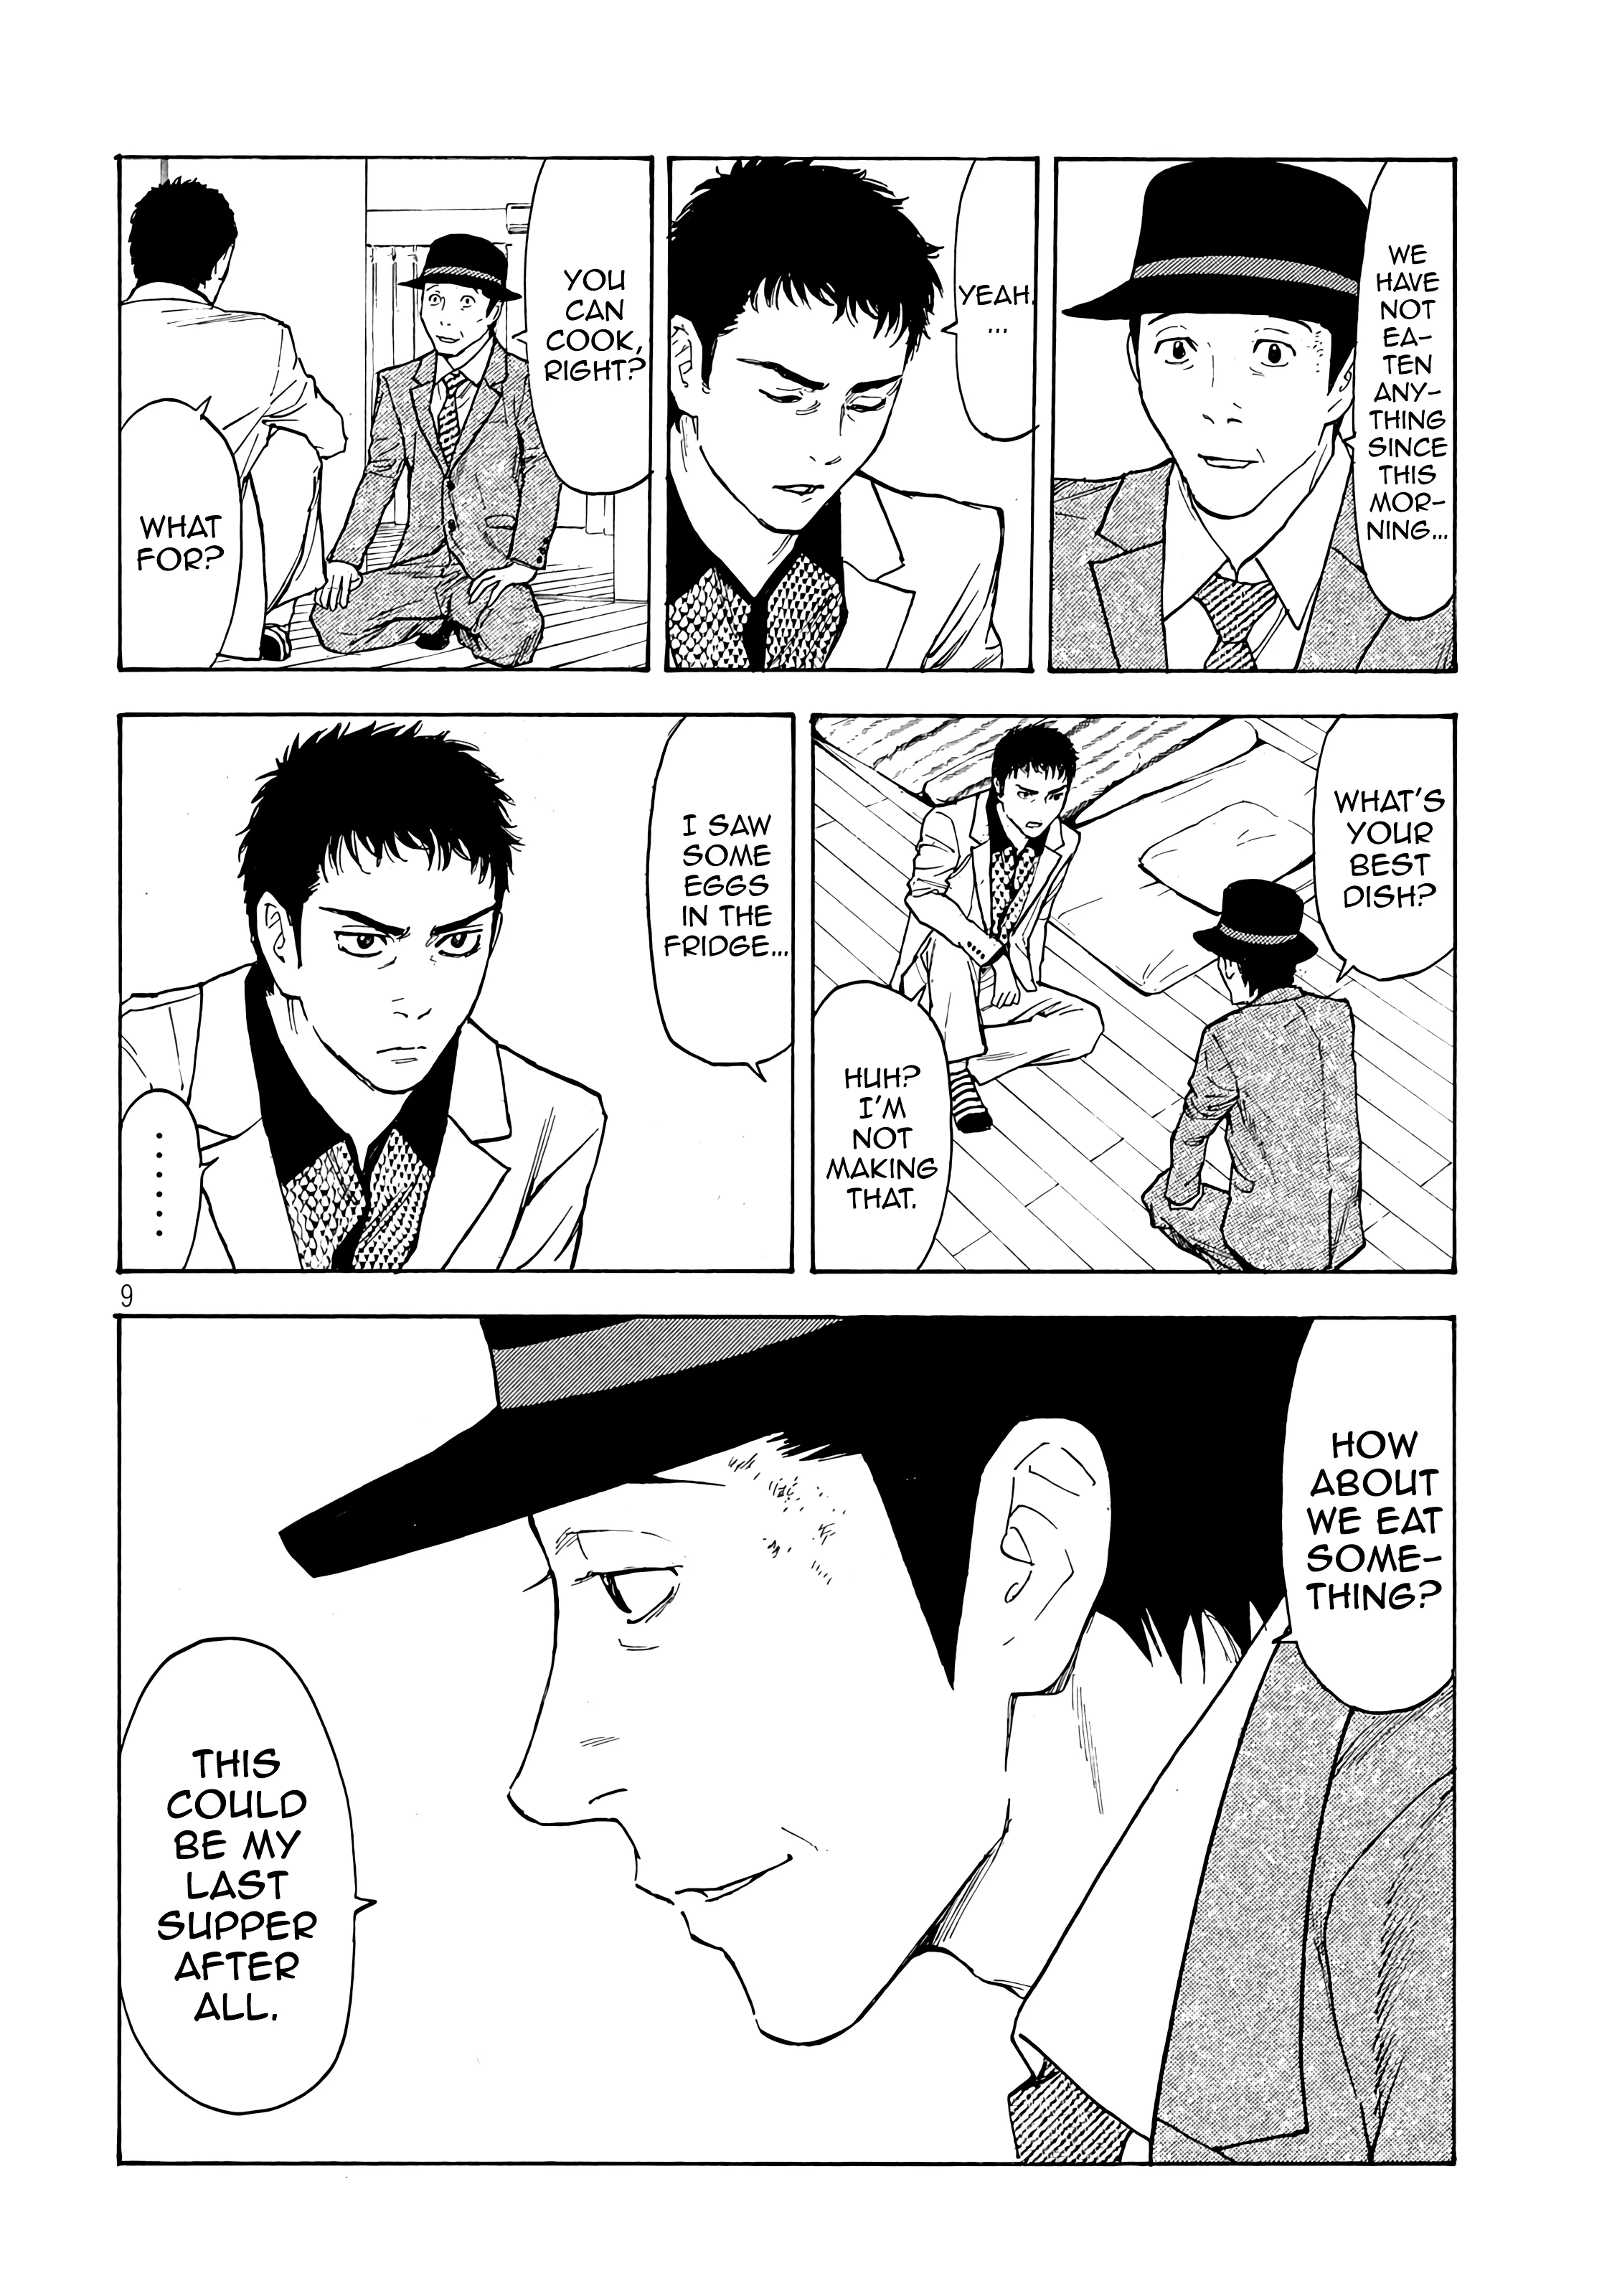 WE
HAVE
NOT
EA-
TEN
ANY-
THING
SINCE
THIS
MOR-
NING...
YEAH.
...
YOU
CAN
COOK,
RIGHT?
WHAT
FOR?
WHAT'S
YOUR
BEST
DISH?
HUH?
I'M
NOT
MAKING
THAT.
I SAW
SOME
EGGS
IN THE
FRIDGE...
......
9
HOW
ABOUT
WE EAT
SOME-
THING?
THIS
COULD
BE MY
LAST
SUPPER
AFTER
ALL.